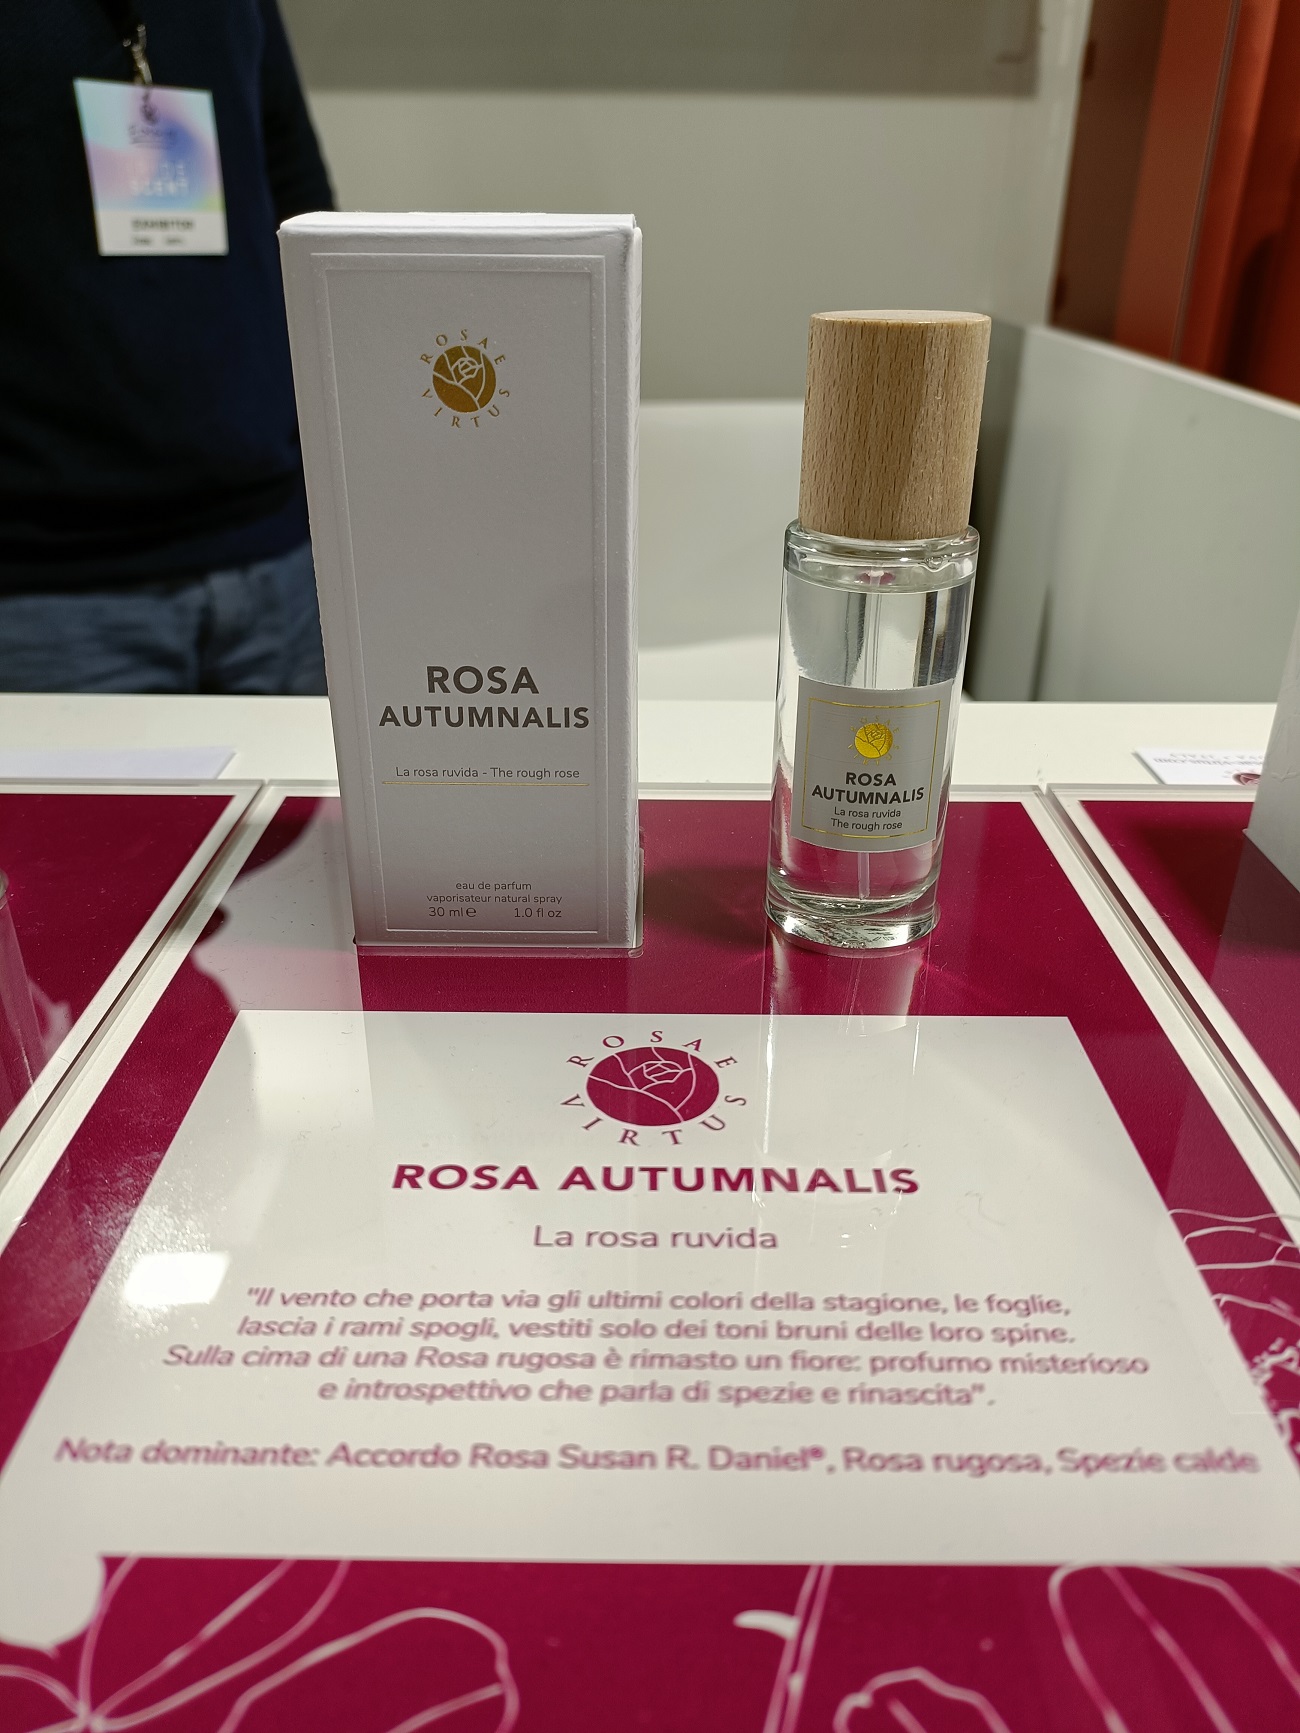 SCENT
EXHIBITOR
ROSAE
VIRTUS
ROSA
AUTUMNALIS
La rosa ruvida - The rough rose
eau de parfum
vaporisateur natural spray
30 ml e 1.0 fl oz
ROSA
AUTUMNALIS
La rosa ruvida
The rough rose
ROSAE
VIRTUS
ROSA AUTUMNALIS
La rosa ruvida
"Il vento che porta via gli ultimi colori della stagione, le foglie,
lascia i rami spogli, vestiti solo dei toni bruni delle loro spine.
Sulla cima di una Rosa rugosa è rimasto un fiore: profumo misterioso
e introspettivo che parla di spezie e rinascita".
Nota dominante: Accordo Rosa Susan R. Daniel®, Rosa rugosa, Spezie calde